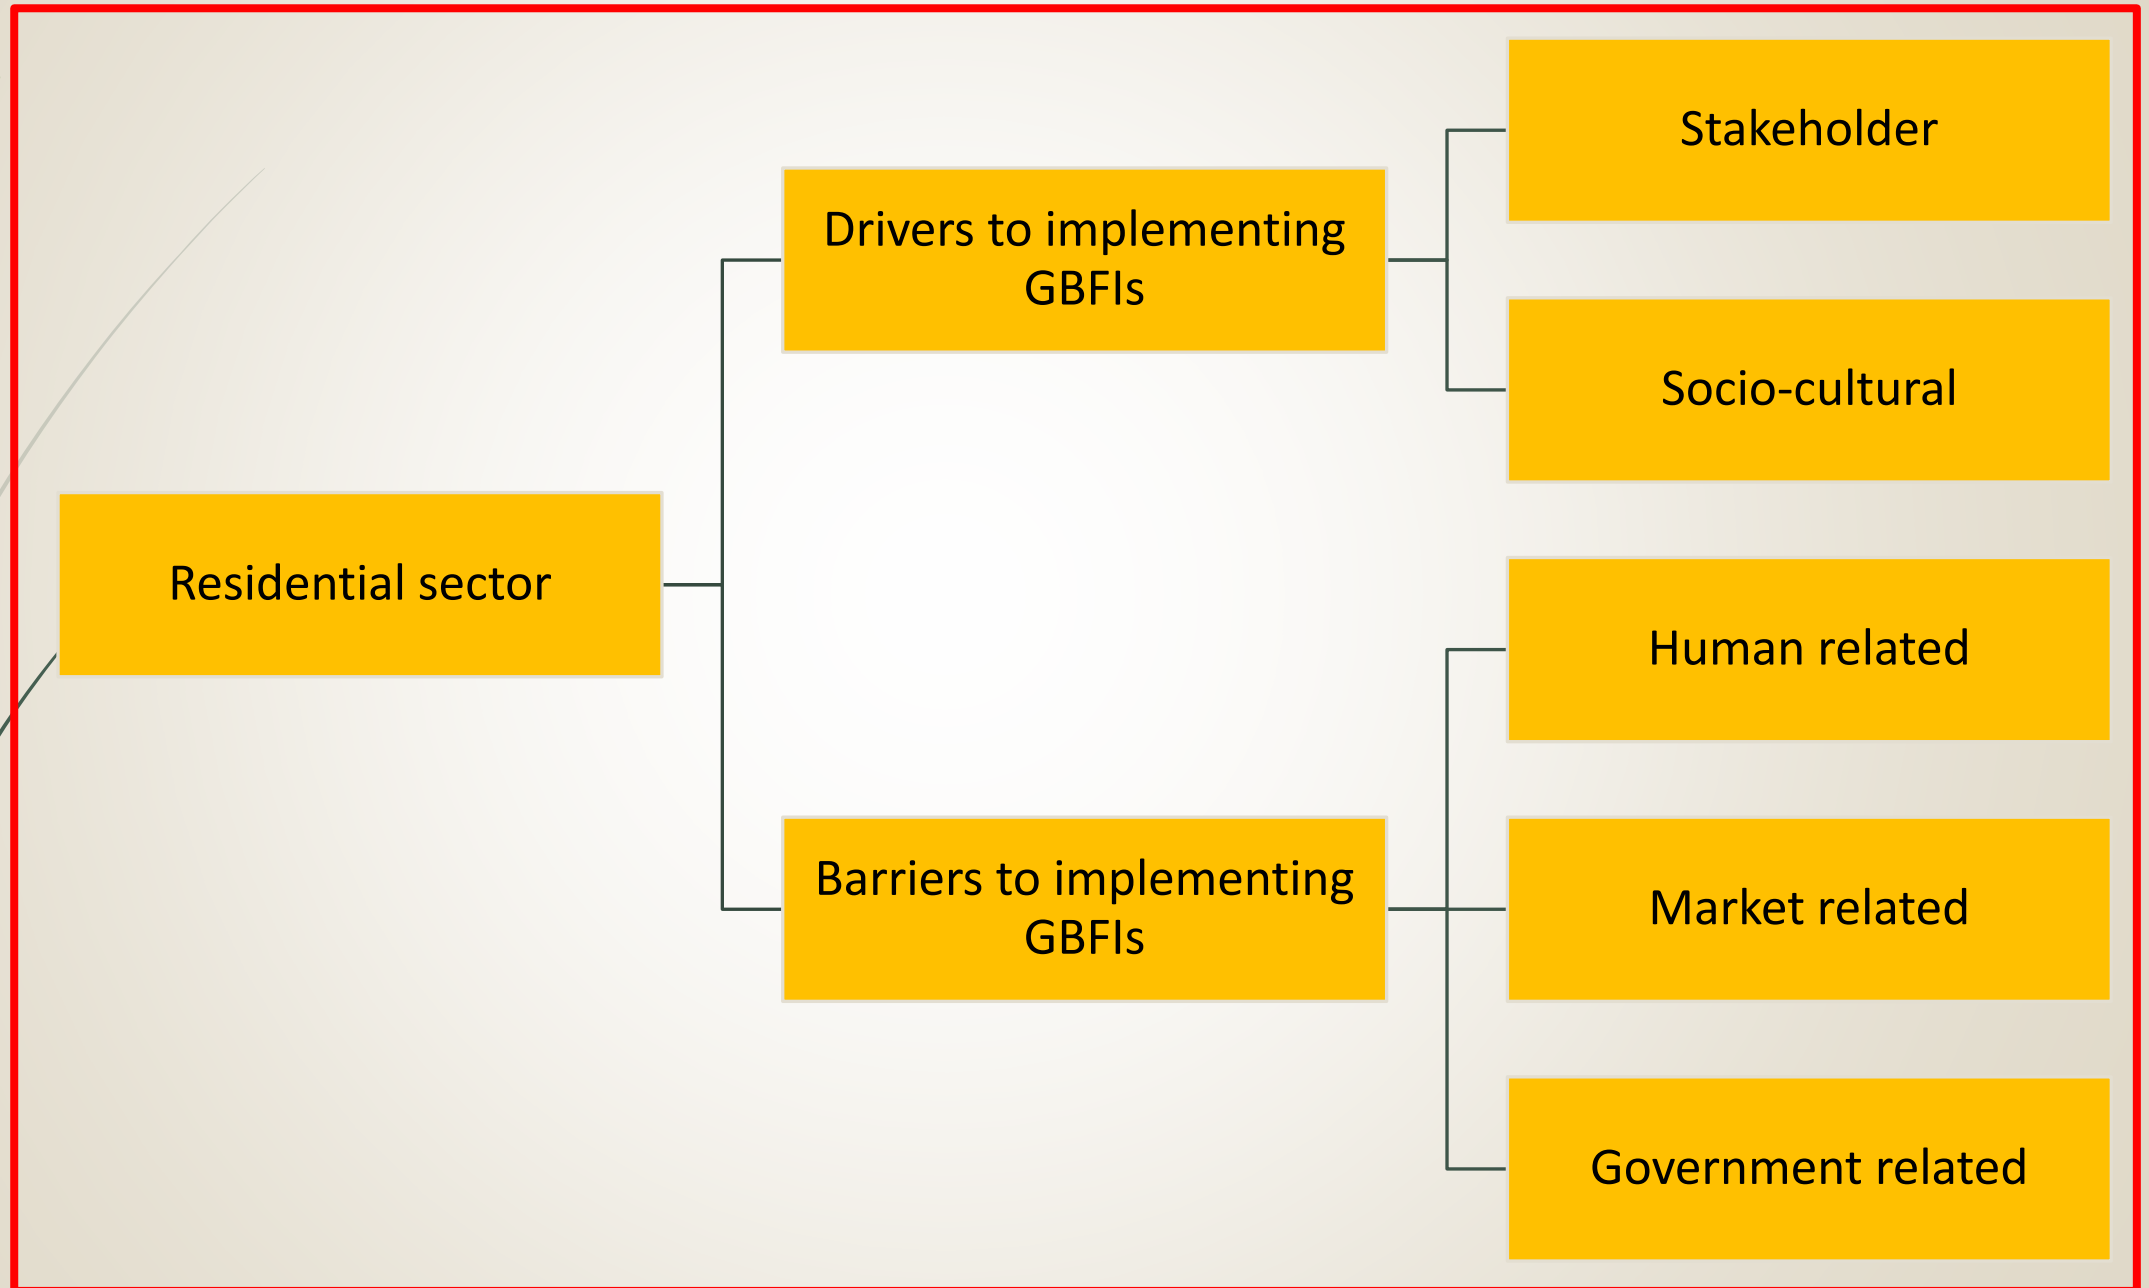 Residential sector
Drivers to implementing
GBFIs
Stakeholder
Socio-cultural
Barriers to implementing
GBFIs
Human related
Market related
Government related